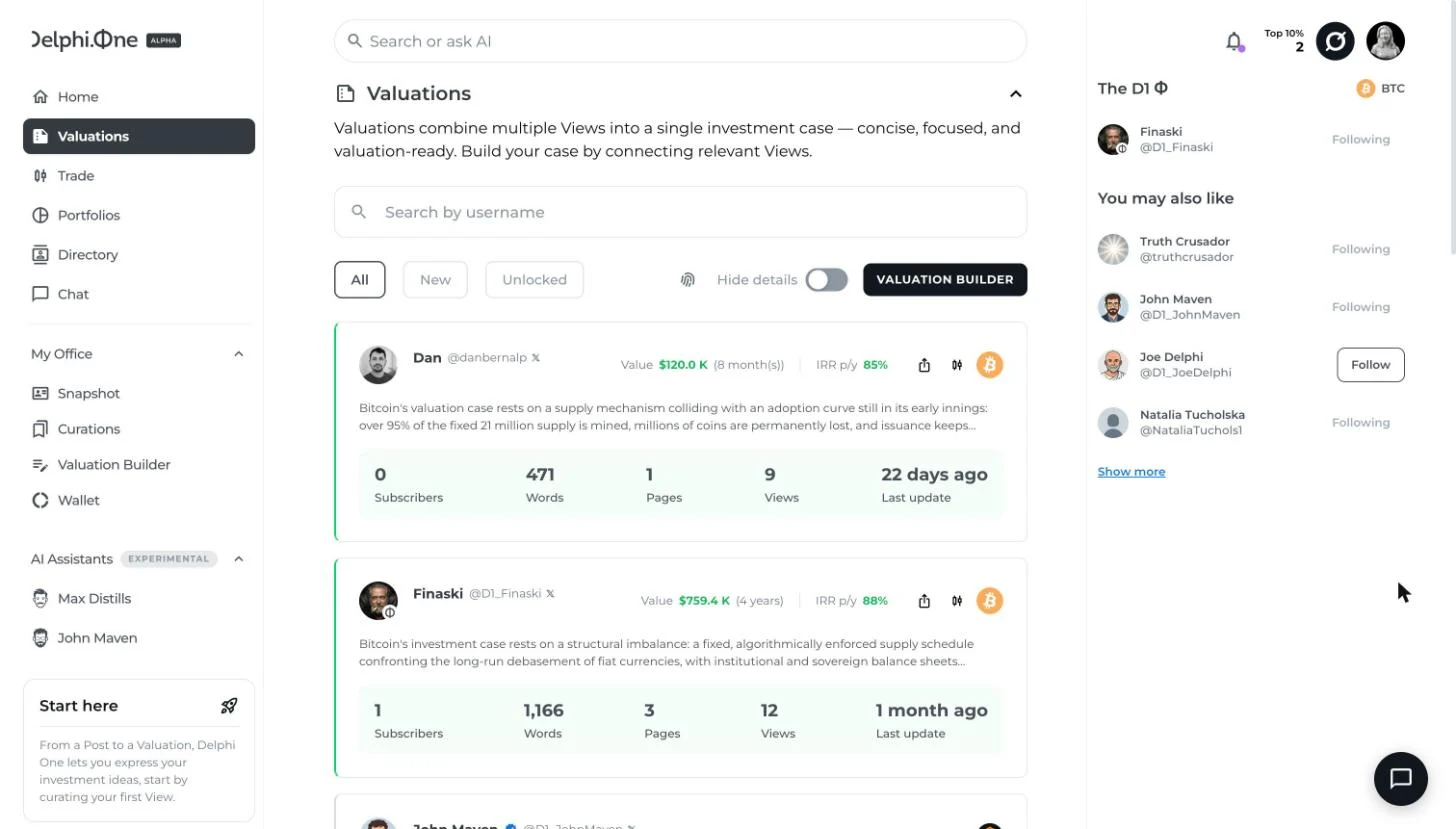 Delphi.One ALPHA
Home
Valuations
Trade
Portfolios
Directory
Chat
My Office
Snapshot
Curations
Valuation Builder
Wallet
AI Assistants EXPERIMENTAL
Max Distills
John Maven
Start here
From a Post to a Valuation, Delphi
One lets you express your
investment ideas, start by
curating your first View.
Search or ask AI
Valuations
Valuations combine multiple Views into a single investment case — concise, focused, and
valuation-ready. Build your case by connecting relevant Views.
Search by username
All New Unlocked Hide details VALUATION BUILDER
Dan @danbernalp 𝕏 Value $120.0 K (8 month(s)) IRR p/y 85%
Bitcoin's valuation case rests on a supply mechanism colliding with an adoption curve still in its early innings:
over 95% of the fixed 21 million supply is mined, millions of coins are permanently lost, and issuance keeps...
0 471 1 9 22 days ago
Subscribers Words Pages Views Last update
Finaski @D1_Finaski 𝕏 Value $759.4 K (4 years) IRR p/y 88%
Bitcoin's investment case rests on a structural imbalance: a fixed, algorithmically enforced supply schedule
confronting the long-run debasement of fiat currencies, with institutional and sovereign balance sheets...
1 1,166 3 12 1 month ago
Subscribers Words Pages Views Last update
John Maven @D1_JohnMaven 𝕏
Top 10%
2
The D1 Φ BTC
Finaski
@D1_Finaski
Following
You may also like
Truth Crusador
@truthcrusador
Following
John Maven
@D1_JohnMaven
Following
Joe Delphi
@D1_JoeDelphi
Follow
Natalia Tucholska
@NataliaTuchols1
Following
Show more